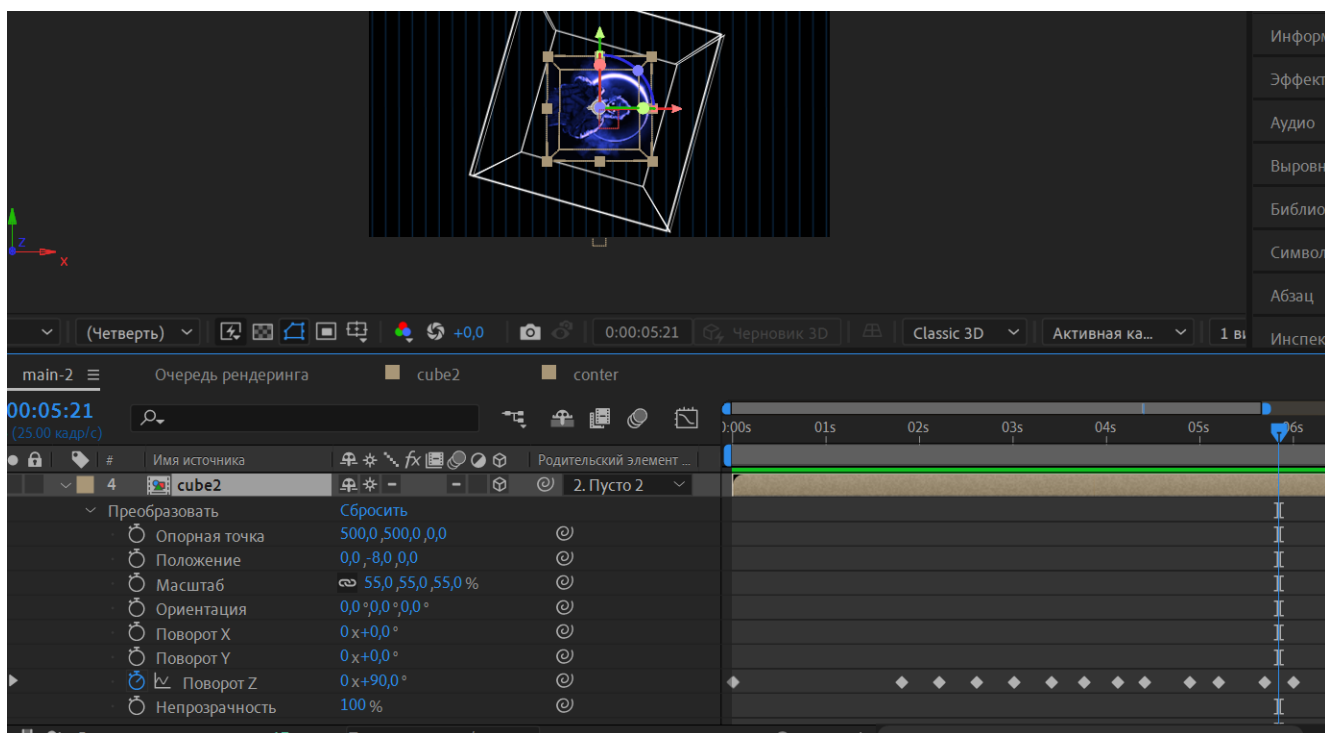 Информ
Эффект
Аудио
Выровн
Библио
Символ
Абзац
Инспек
z
x
(Четверть) +0,0 0:00:05:21 Черновик 3D Classic 3D Активная ка... 1 ви
main-2 Очередь рендеринга cube2 conter
00:05:21
(25.00 кадр/с)
0:00s 01s 02s 03s 04s 05s 06s
# Имя источника fx Родительский элемент ...
4 cube2 2. Пусто 2
Преобразовать Сбросить
Опорная точка 500,0,500,0,0,0
Положение 0,0,-8,0,0,0
Масштаб 55,0,55,0,55,0 %
Ориентация 0,0°,0,0°,0,0°
Поворот X 0 x+0,0°
Поворот Y 0 x+0,0°
Поворот Z 0 x+90,0°
Непрозрачность 100 %